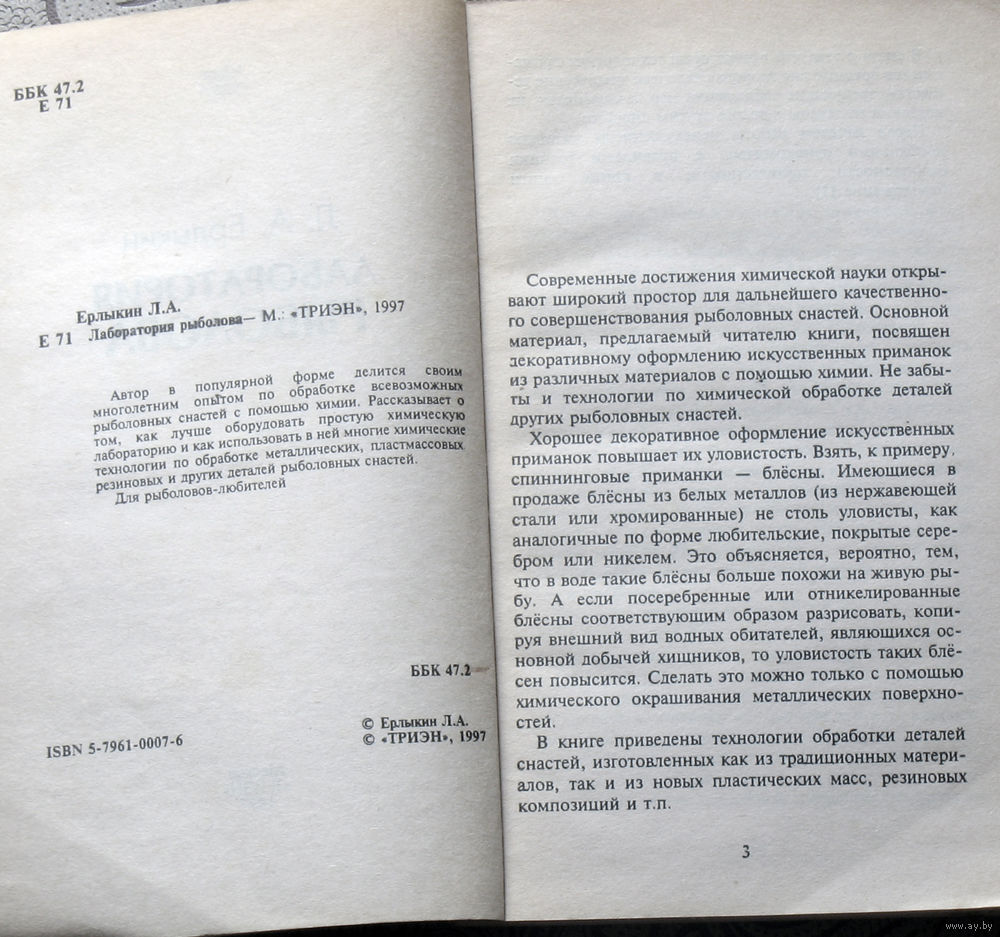 ББК 47.2
Е 71
Ерлыкин Л.А.
Е 71 Лаборатория рыболова— М.: «ТРИЭН», 1997
Автор в популярной форме делится своим
многолетним опытом по обработке всевозможных
рыболовных снастей с помощью химии. Рассказывает о
том, как лучше оборудовать простую химическую
лабораторию и как использовать в ней многие химические
технологии по обработке металлических, пластмассовых
резиновых и других деталей рыболовных снастей.
Для рыболовов-любителей
ББК 47.2
ISBN 5-7961-0007-6
© Ерлыкин Л.А.
© «ТРИЭН», 1997
Современные достижения химической науки откры-
вают широкий простор для дальнейшего качественно-
го совершенствования рыболовных снастей. Основной
материал, предлагаемый читателю книги, посвящен
декоративному оформлению искусственных приманок
из различных материалов с помощью химии. Не забы-
ты и технологии по химической обработке деталей
других рыболовных снастей.
Хорошее декоративное оформление искусственных
приманок повышает их уловистость. Взять, к примеру,
спиннинговые приманки — блёсны. Имеющиеся в
продаже блёсны из белых металлов (из нержавеющей
стали или хромированные) не столь уловисты, как
аналогичные по форме любительские, покрытые сере-
бром или никелем. Это объясняется, вероятно, тем,
что в воде такие блёсны больше похожи на живую ры-
бу. А если посеребренные или отникелированные
блёсны соответствующим образом разрисовать, копи-
руя внешний вид водных обитателей, являющихся ос-
новной добычей хищников, то уловистость таких блё-
сен повысится. Сделать это можно только с помощью
химического окрашивания металлических поверхно-
стей.
В книге приведены технологии обработки деталей
снастей, изготовленных как из традиционных матери-
алов, так и из новых пластических масс, резиновых
композиций и т.п.
3
www.ay.by